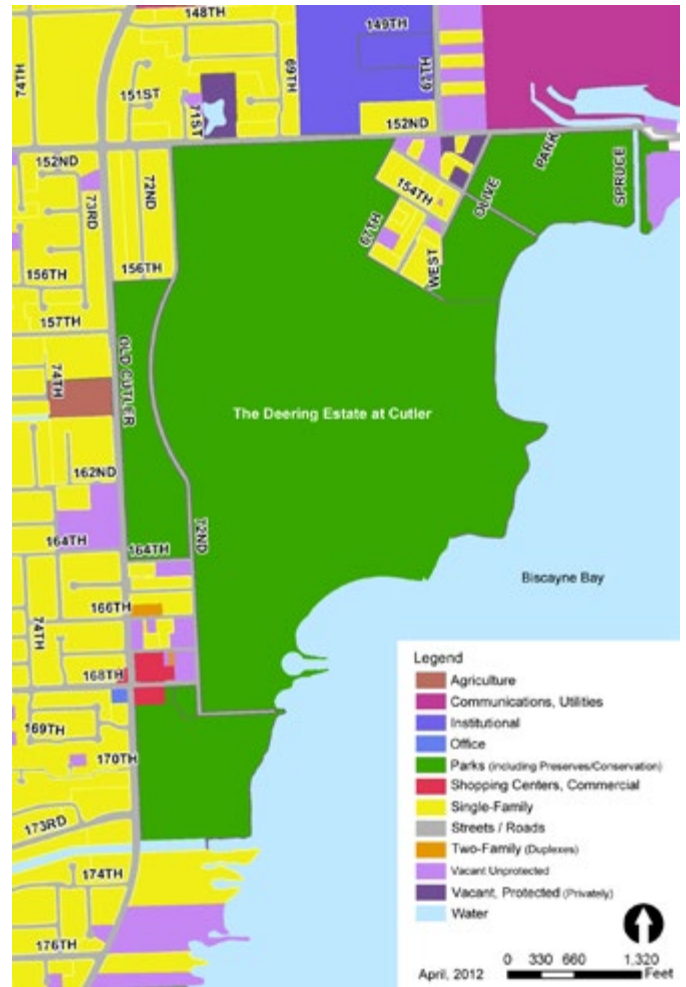 148TH
149TH
74TH
69TH
67TH
151ST
71ST
152ND
PARK
152ND
73RD
72ND
154TH
OLIVE
SPRUCE
67TH
WEST
156TH
156TH
157TH
OLD CUTLER
74TH
The Deering Estate at Cutler
162ND
72ND
164TH
164TH
Biscayne Bay
166TH
74TH
168TH
169TH
170TH
173RD
174TH
176TH
Legend
Agriculture
Communications, Utilities
Institutional
Office
Parks (including Preserves/Conservation)
Shopping Centers, Commercial
Single-Family
Streets / Roads
Two-Family (Duplexes)
Vacant Unprotected
Vacant, Protected (Privately)
Water
0 330 660 1,320
April, 2012 Feet